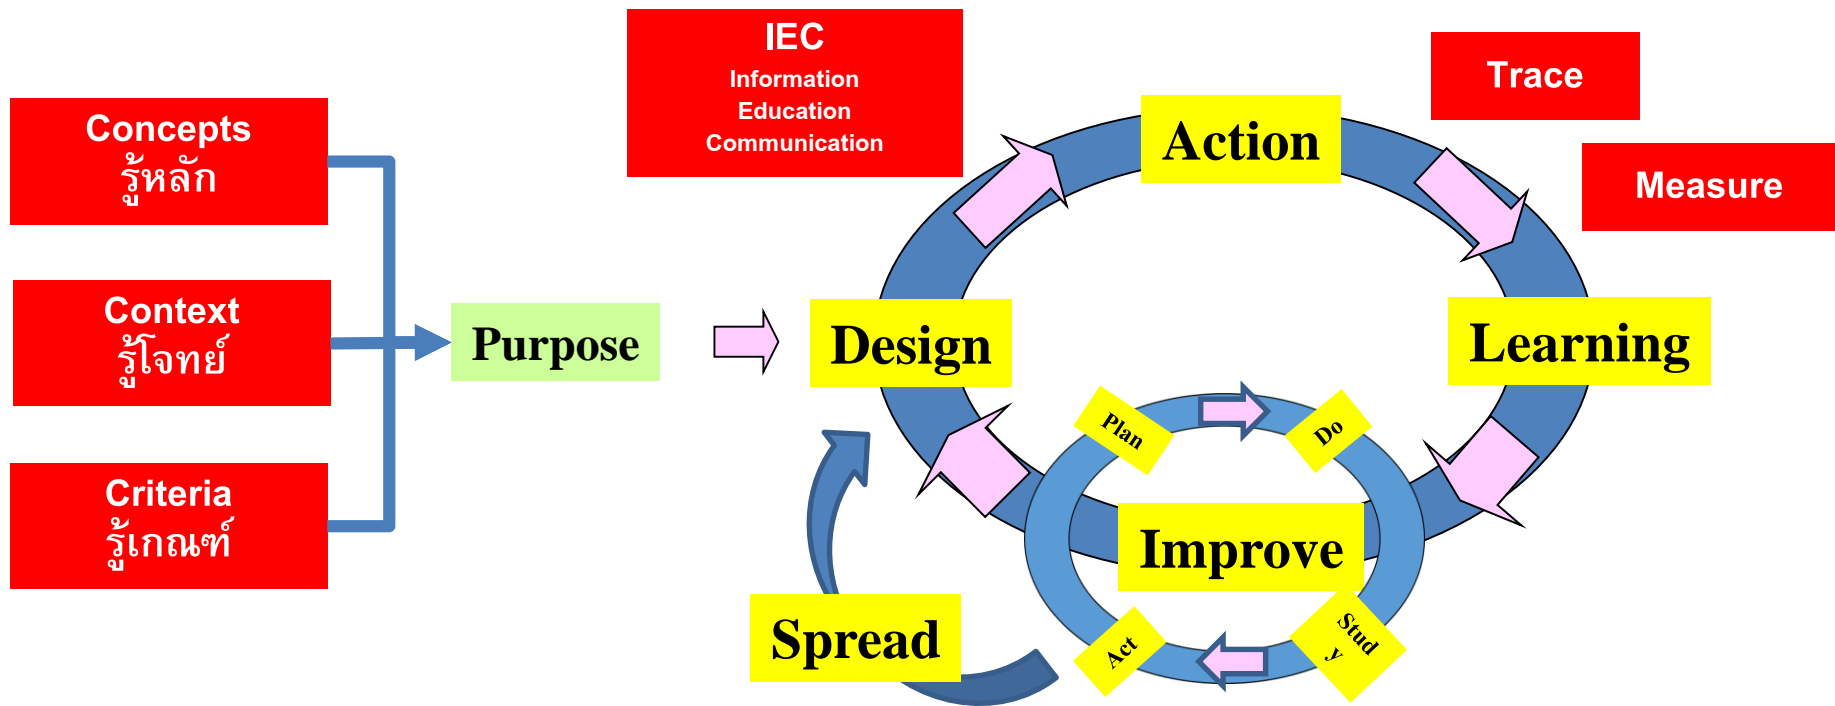 Concepts
รู้หลัก
Context
รู้โจทย์
Criteria
รู้เกณฑ์
Purpose
IEC
Information
Education
Communication
Trace
Measure
Action
Design
Learning
Improve
Plan
Do
Stud
y
Act
Spread